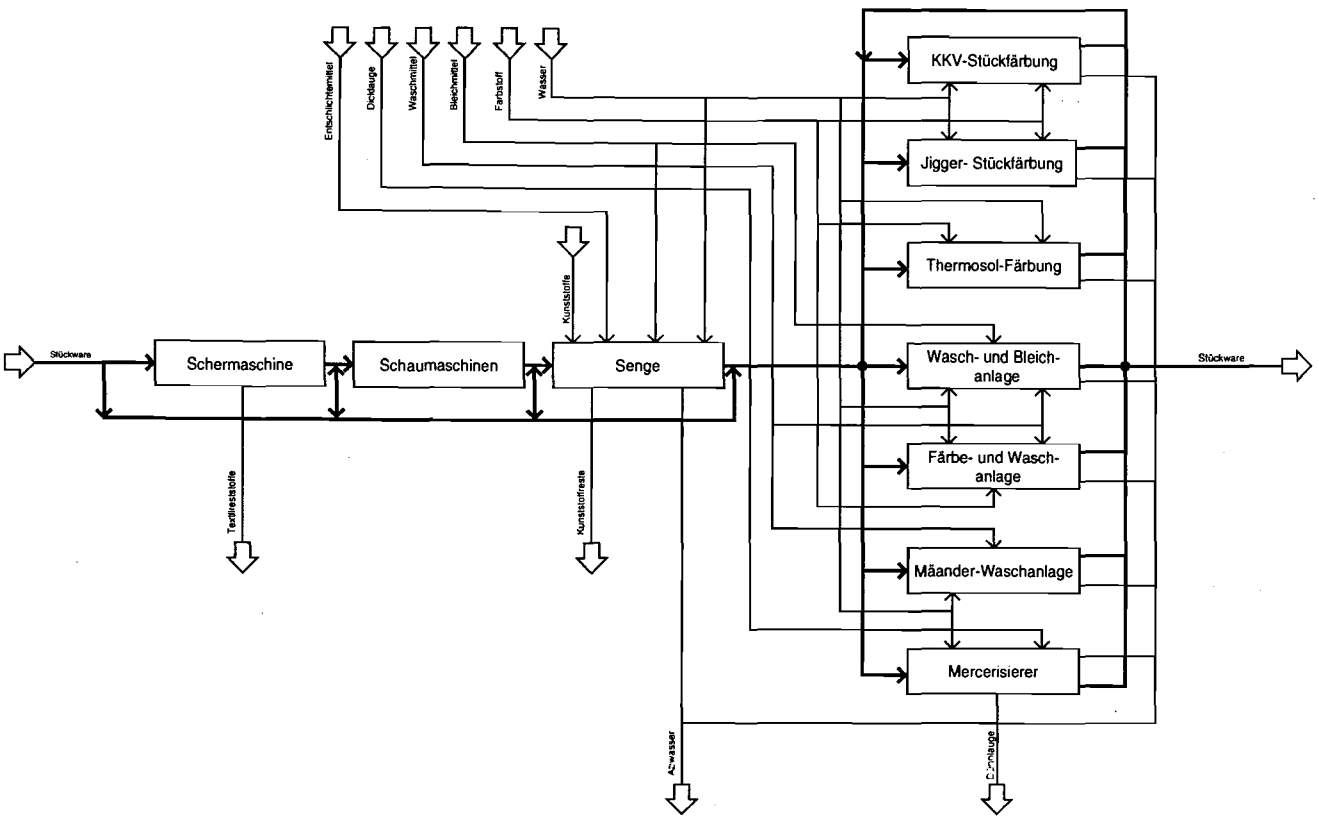 Entschlichtemittel
Dicklauge
Waschmittel
Bleichmittel
Farbstoff
Wasser
KKV-Stückfärbung
Jigger- Stückfärbung
Thermosol-Färbung
Kunststoffe
Stückware
Schermaschine
Schaumaschinen
Senge
Wasch- und Bleich-
anlage
Stückware
Färbe- und Wasch-
anlage
Textilreststoffe
Kunststoffreste
Mäander-Waschanlage
Mercerisierer
Abwasser
Dünnlauge